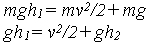 mgh₁ = mv²/2 + mg
gh₁ = v²/2 + gh₂